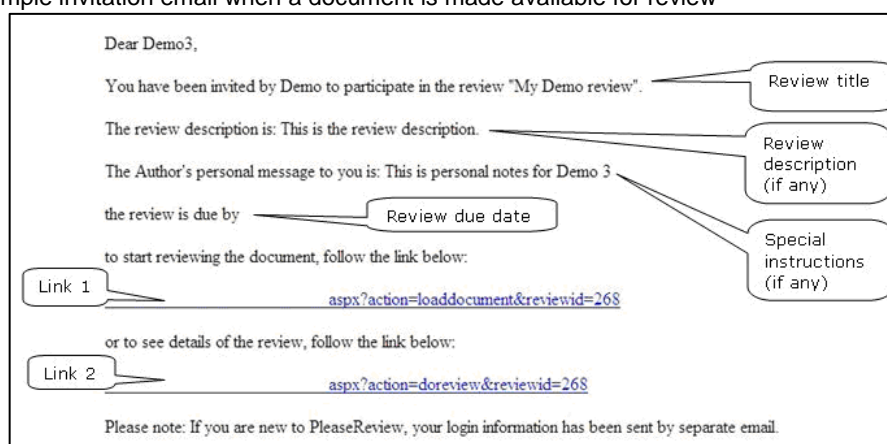 mple invitation email when a document is made available for review
Dear Demo3,
You have been invited by Demo to participate in the review "My Demo review".
Review title
The review description is: This is the review description.
Review
description
(if any)
The Author's personal message to you is: This is personal notes for Demo 3
the review is due by
Review due date
Special
instructions
(if any)
to start reviewing the document, follow the link below:
Link 1
aspx?action=loaddocument&reviewid=268
or to see details of the review, follow the link below:
Link 2
aspx?action=doreview&reviewid=268
Please note: If you are new to PleaseReview, your login information has been sent by separate email.